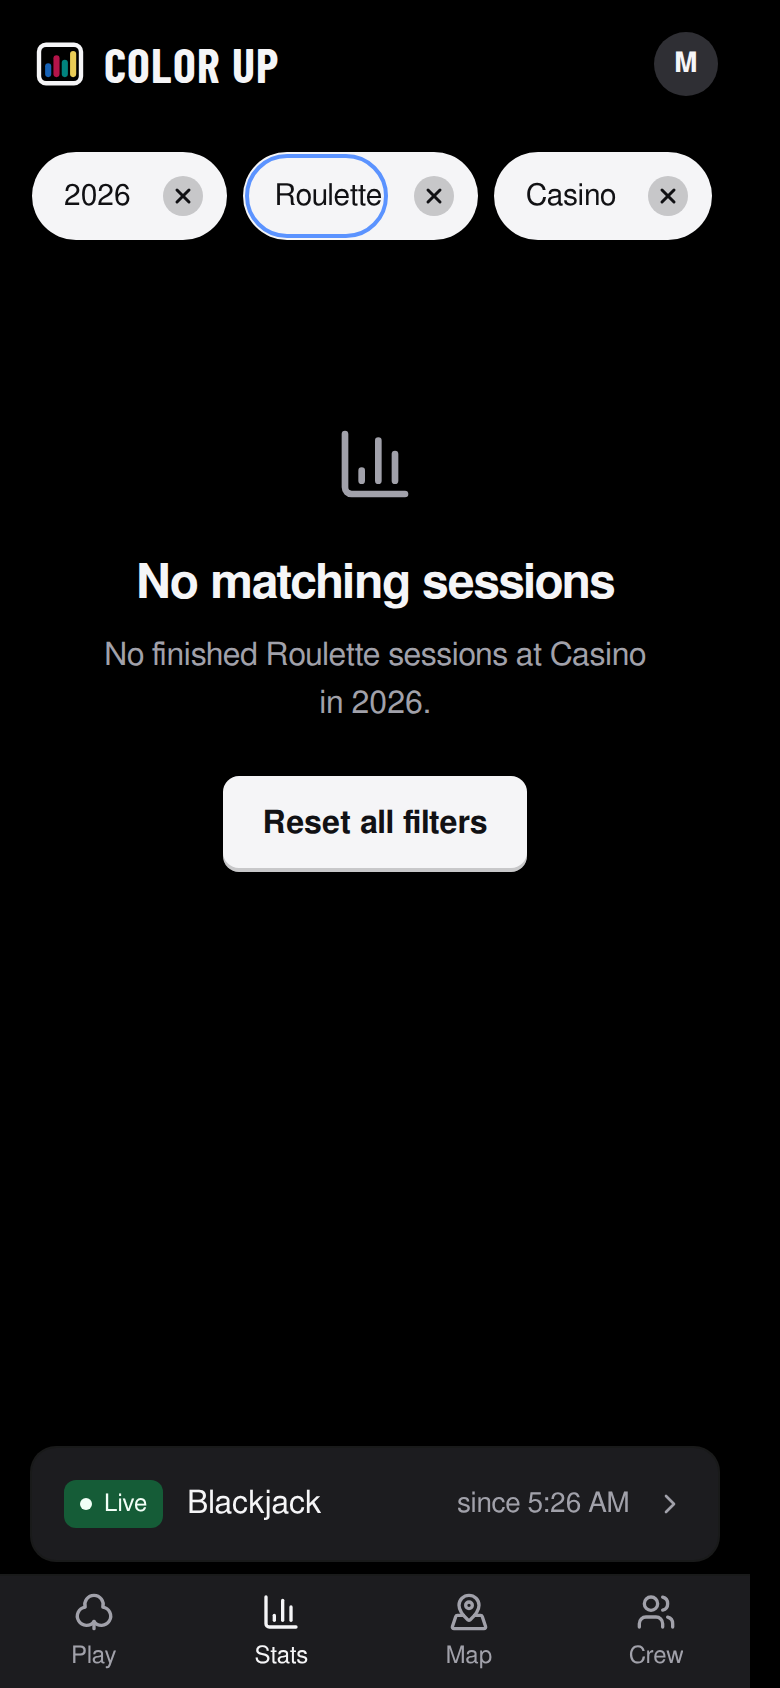 COLOR UP
M
2026
Roulette
Casino
No matching sessions
No finished Roulette sessions at Casino
in 2026.
Reset all filters
Live
Blackjack
since 5:26 AM
Play
Stats
Map
Crew